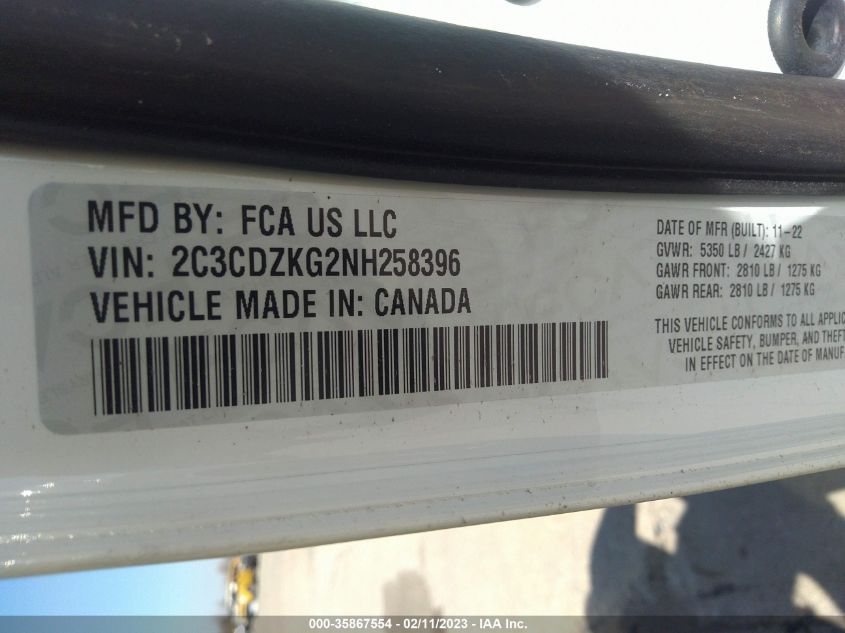 MFD BY: FCA US LLC
VIN: 2C3CDZKG2NH258396
VEHICLE MADE IN: CANADA
DATE OF MFR (BUILT): 11-22
GVWR: 5350 LB / 2427 KG
GAWR FRONT: 2810 LB / 1275 KG
GAWR REAR: 2810 LB / 1275 KG
THIS VEHICLE CONFORMS TO ALL APPLIC
VEHICLE SAFETY, BUMPER, AND THEFT
IN EFFECT ON THE DATE OF MANUF
000-35867554 - 02/11/2023 - IAA Inc.